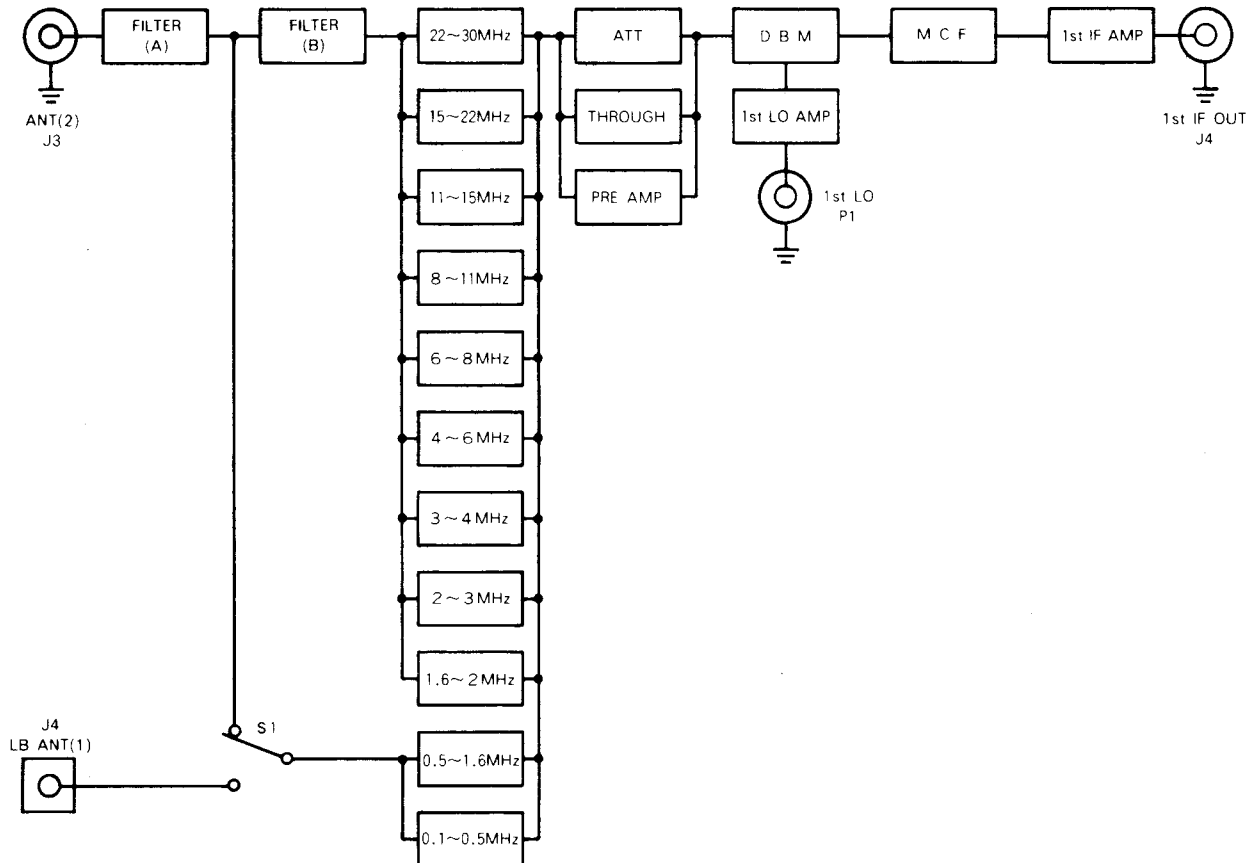 FILTER
(A)
FILTER
(B)
22~30MHz
ATT
D B M
M C F
1st IF AMP
ANT(2)
J3
15~22MHz
THROUGH
1st LO AMP
1st IF OUT
J4
11~15MHz
PRE AMP
1st LO
P1
8~11MHz
6~8MHz
4~6MHz
3~4MHz
2~3MHz
1.6~2MHz
J4
LB ANT(1)
S1
0.5~1.6MHz
0.1~0.5MHz